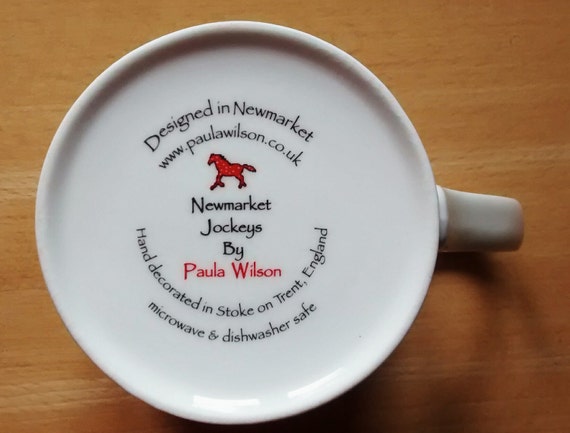 Designed in Newmarket
www.paulawilson.co.uk
Newmarket
Jockeys
By
Paula Wilson
Hand decorated in Stoke on Trent, England
microwave & dishwasher safe